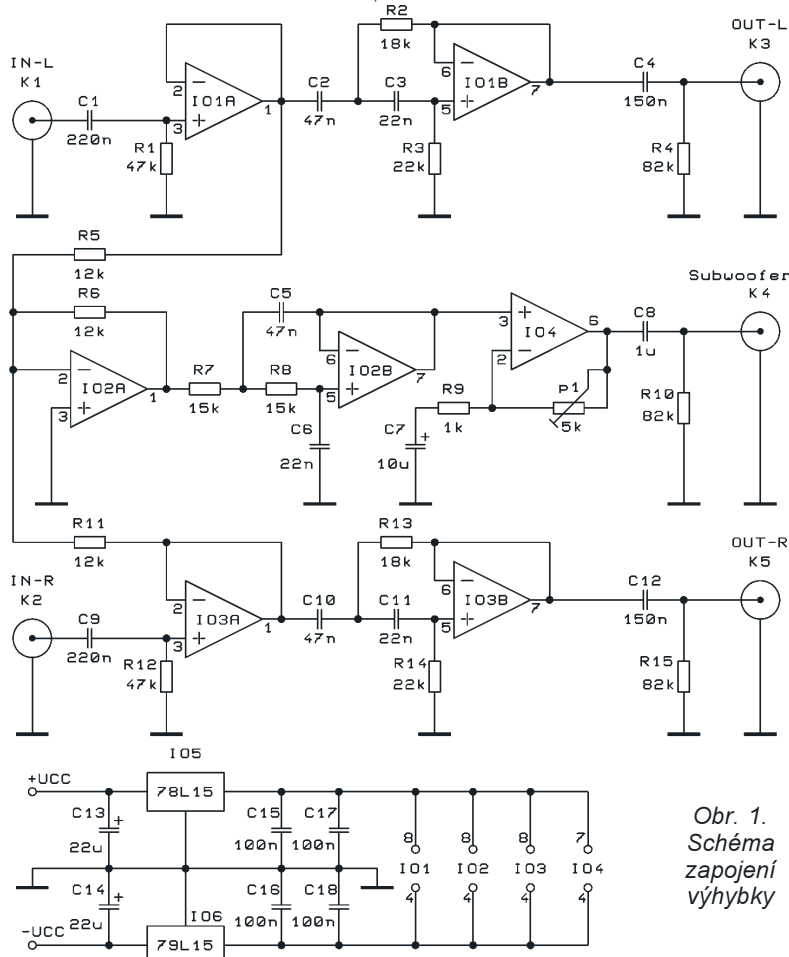 R2
18k
OUT-L
K3
IN-L
K1
C1
220n
2
3
IO1A
1
R1
47k
C2
47n
C3
22n
6
5
IO1B
7
R3
22k
C4
150n
R4
82k
R5
12k
R6
12k
2
3
IO2A
1
R7
15k
C5
47n
R8
15k
6
5
IO2B
7
C6
22n
3
2
IO4
6
R9
1k
C7
+
10u
P1
5k
C8
1u
R10
82k
Subwoofer
K4
R11
12k
IN-R
K2
C9
220n
2
3
IO3A
1
R12
47k
C10
47n
R13
18k
C11
22n
6
5
IO3B
7
R14
22k
C12
150n
R15
82k
OUT-R
K5
IO5
78L15
+UCC
C13
+
22u
C15
100n
C17
100n
8
IO1
4
8
IO2
4
8
IO3
4
7
IO4
4
C14
+
22u
C16
100n
C18
100n
IO6
79L15
-UCC
Obr. 1.
Schéma
zapojení
výhybky